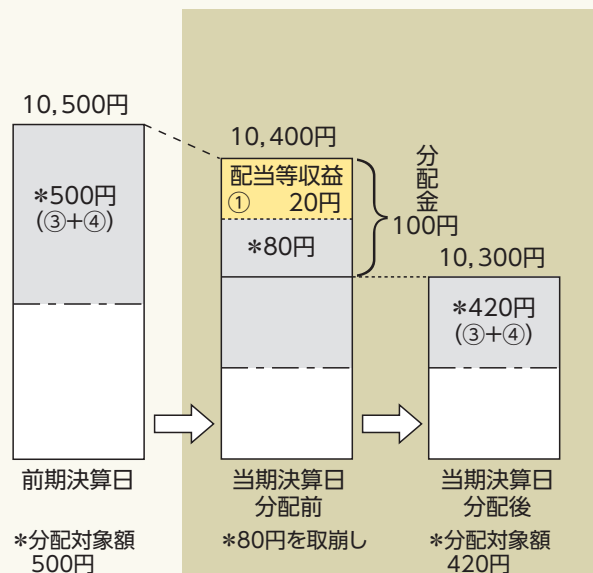 10,500円
*500円
(③+④)
前期決算日
*分配対象額
500円
10,400円
配当等収益
① 20円
*80円
分配金
100円
当期決算日
分配前
*80円を取崩し
10,300円
*420円
(③+④)
当期決算日
分配後
*分配対象額
420円